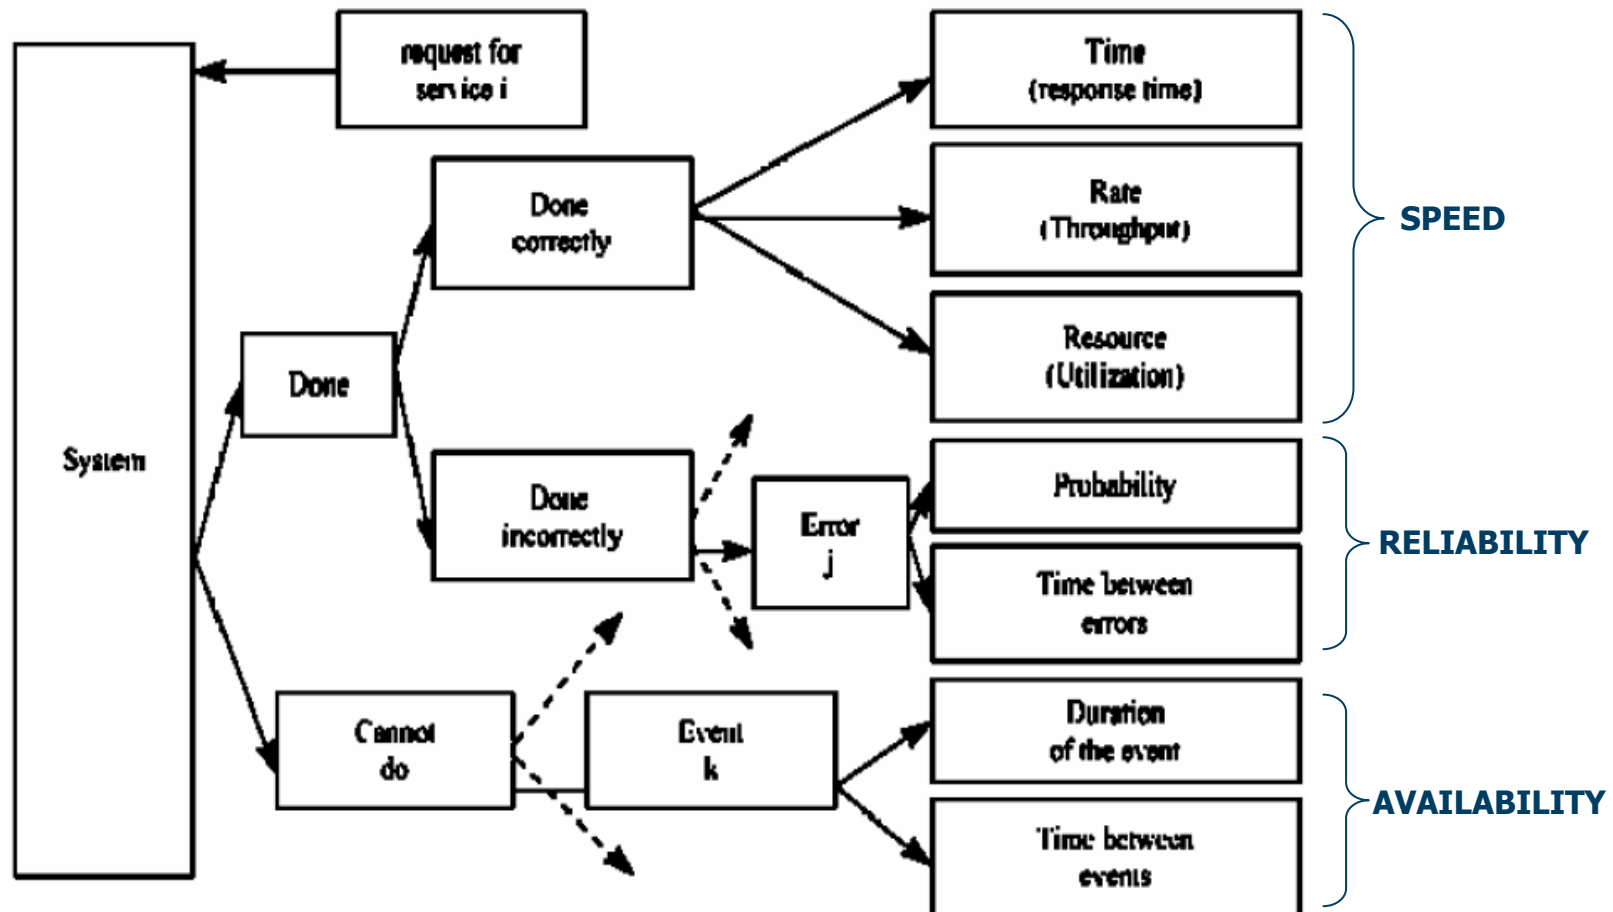 request for
service i
Time
(response time)
Done
correctly
Rate
(Throughput)
SPEED
Resource
(Utilization)
Done
System
Done
incorrectly
Error
j
Probability
RELIABILITY
Time between
errors
Cannot
do
Event
k
Duration
of the event
AVAILABILITY
Time between
events